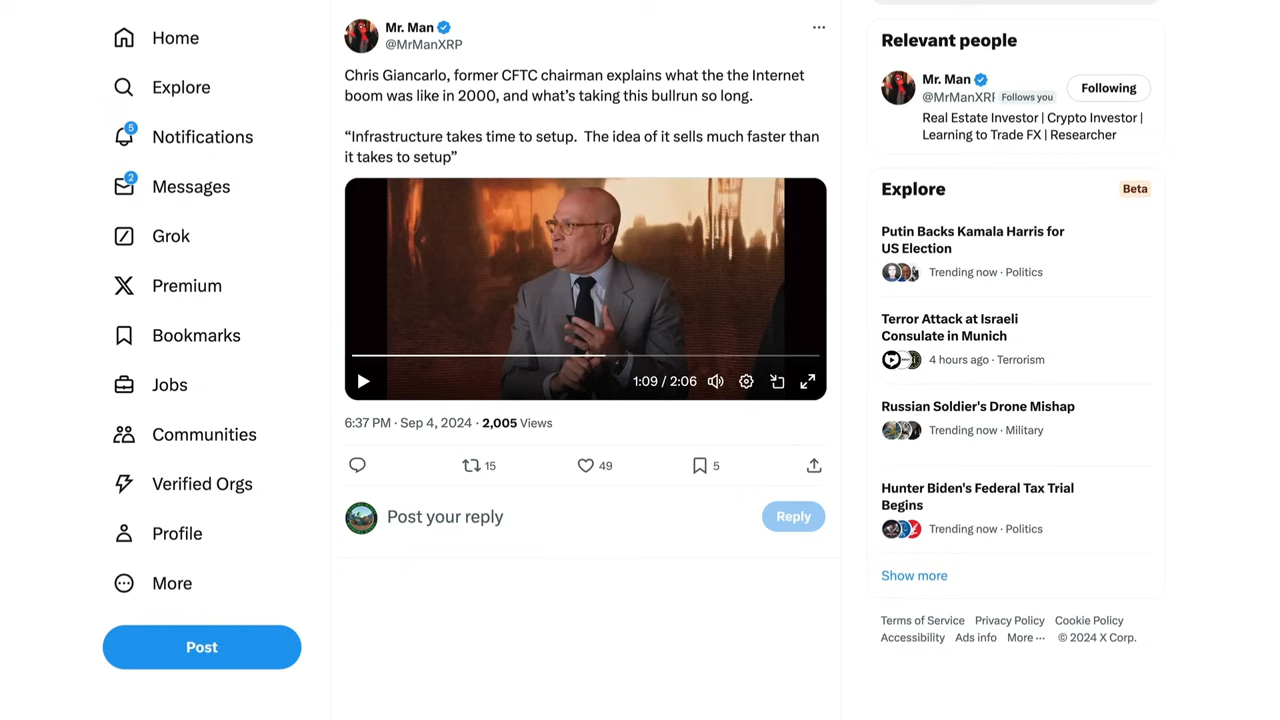 Home
Explore
5
Notifications
2
Messages
Grok
Premium
Bookmarks
Jobs
Communities
Verified Orgs
Profile
More
Post
Mr. Man
@MrManXRP
Chris Giancarlo, former CFTC chairman explains what the the Internet
boom was like in 2000, and what’s taking this bullrun so long.
“Infrastructure takes time to setup.  The idea of it sells much faster than
it takes to setup”
1:09 / 2:06
6:37 PM · Sep 4, 2024 · 2,005 Views
15
49
5
Post your reply
Reply
Relevant people
Mr. Man
@MrManXRP Follows you
Following
Real Estate Investor | Crypto Investor |
Learning to Trade FX | Researcher
Explore
Beta
Putin Backs Kamala Harris for
US Election
Trending now · Politics
Terror Attack at Israeli
Consulate in Munich
4 hours ago · Terrorism
Russian Soldier's Drone Mishap
Trending now · Military
Hunter Biden's Federal Tax Trial
Begins
Trending now · Politics
Show more
Terms of Service Privacy Policy Cookie Policy
Accessibility Ads info More ··· © 2024 X Corp.